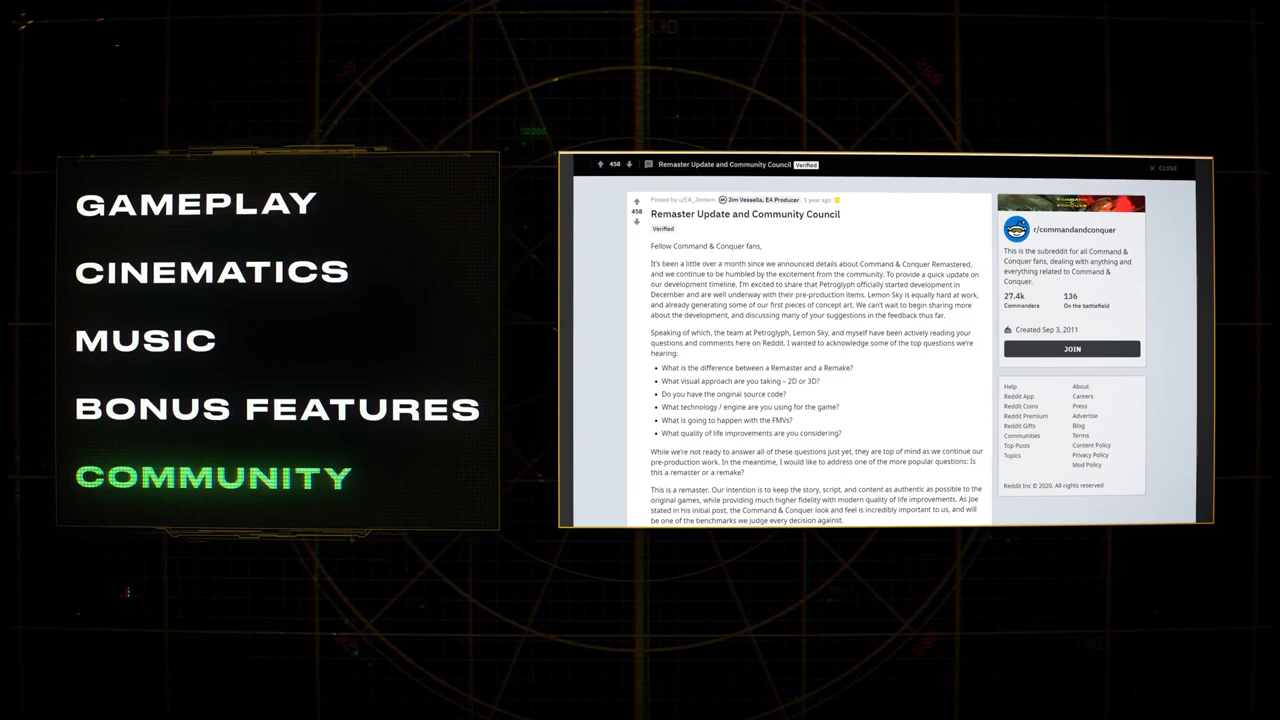 GAMEPLAY
CINEMATICS
MUSIC
BONUS FEATURES
COMMUNITY
112286
458 Remaster Update and Community Council Verified
× CLOSE
458
Posted by u/EA_Jimtern Jim Vessella, EA Producer 1 year ago
Remaster Update and Community Council
Verified
Fellow Command & Conquer fans,
It's been a little over a month since we announced details about Command & Conquer Remastered,
and we continue to be humbled by the excitement from the community. To provide a quick update on
our development timeline, I'm excited to share that Petroglyph officially started development in
December and are well underway with their pre-production items. Lemon Sky is equally hard at work,
and already generating some of our first pieces of concept art. We can't wait to begin sharing more
about the development, and discussing many of your suggestions in the feedback thus far.
Speaking of which, the team at Petroglyph, Lemon Sky, and myself have been actively reading your
questions and comments here on Reddit. I wanted to acknowledge some of the top questions we're
hearing:
• What is the difference between a Remaster and a Remake?
• What visual approach are you taking – 2D or 3D?
• Do you have the original source code?
• What technology / engine are you using for the game?
• What is going to happen with the FMVs?
• What quality of life improvements are you considering?
While we're not ready to answer all of these questions just yet, they are top of mind as we continue our
pre-production work. In the meantime, I would like to address one of the more popular questions: Is
this a remaster or a remake?
This is a remaster. Our intention is to keep the story, script, and content as authentic as possible to the
original games, while providing much higher fidelity with modern quality of life improvements. As Joe
stated in his initial post, the Command & Conquer look and feel is incredibly important to us, and will
be one of the benchmarks we judge every decision against.
r/commandandconquer
This is the subreddit for all Command &
Conquer fans, dealing with anything and
everything related to Command &
Conquer.
27.4k 136
Commanders On the battlefield
Created Sep 3, 2011
JOIN
Help About
Reddit App Careers
Reddit Coins Press
Reddit Premium Advertise
Reddit Gifts Blog
Communities Terms
Top Posts Content Policy
Topics Privacy Policy
Mod Policy
Reddit Inc © 2020. All rights reserved